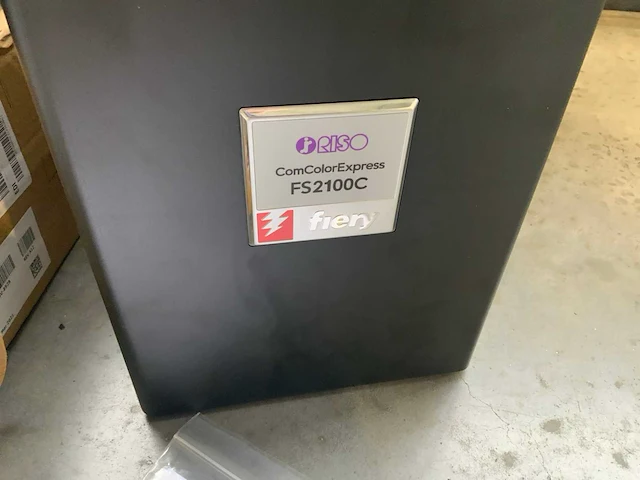 RISO
ComColorExpress
FS2100C
fiery